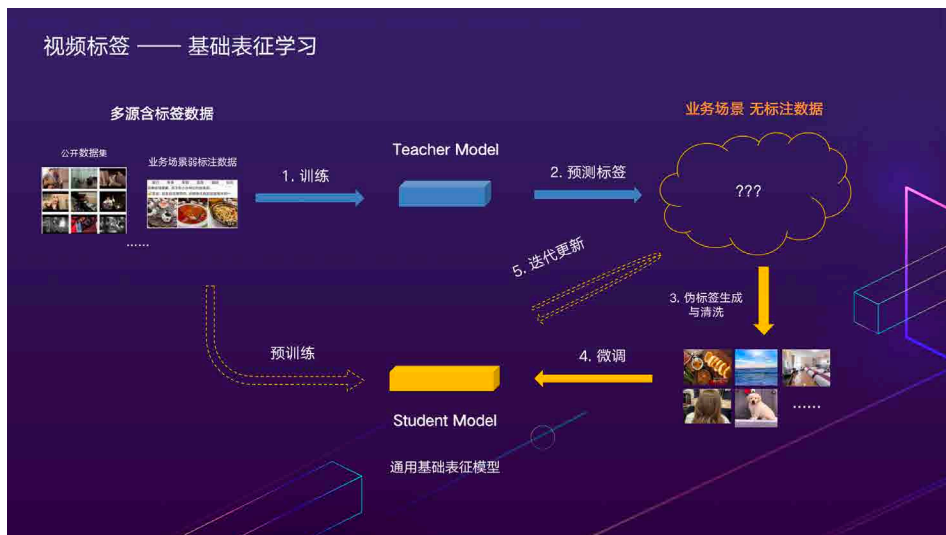 视频标签 —— 基础表征学习
多源含标签数据
业务场景 无标注数据
公开数据集
业务场景弱标注数据
......
1. 训练
Teacher Model
2. 预测标签
???
5. 迭代更新
3. 伪标签生成
与清洗
预训练
4. 微调
......
Student Model
通用基础表征模型